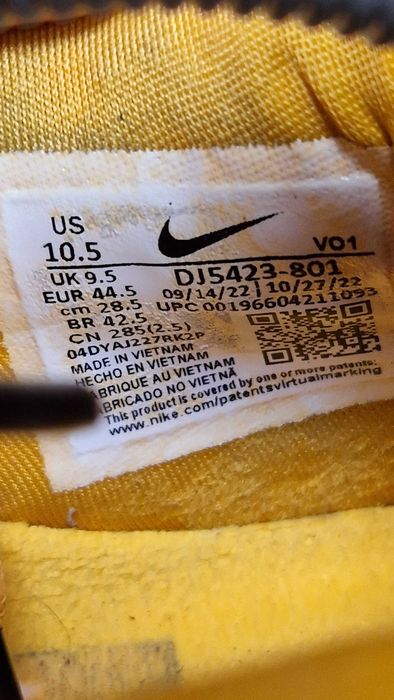 US
10.5
V01
UK 9.5 DJ5423-801
EUR 44.5 09/14/22 | 10/27/22
cm 28.5 UPC 00196604211093
BR 42.5
CN 285(2.5)
04DYAJ227RK2P
MADE IN VIETNAM
HECHO EN VIETNAM
ABRIQUE AU VIETNAM
ABRICADO NO VIETNÃ
This product is covered by one or more patents:
www.nike.com/patentsvirtualmarking